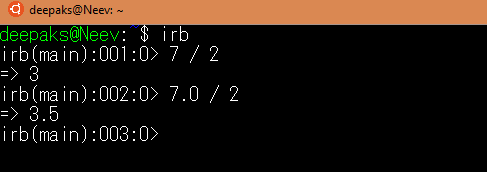 deepaks@Neev: ~
deepaks@Neev:~$ irb
irb(main):001:0> 7 / 2
=> 3
irb(main):002:0> 7.0 / 2
=> 3.5
irb(main):003:0>